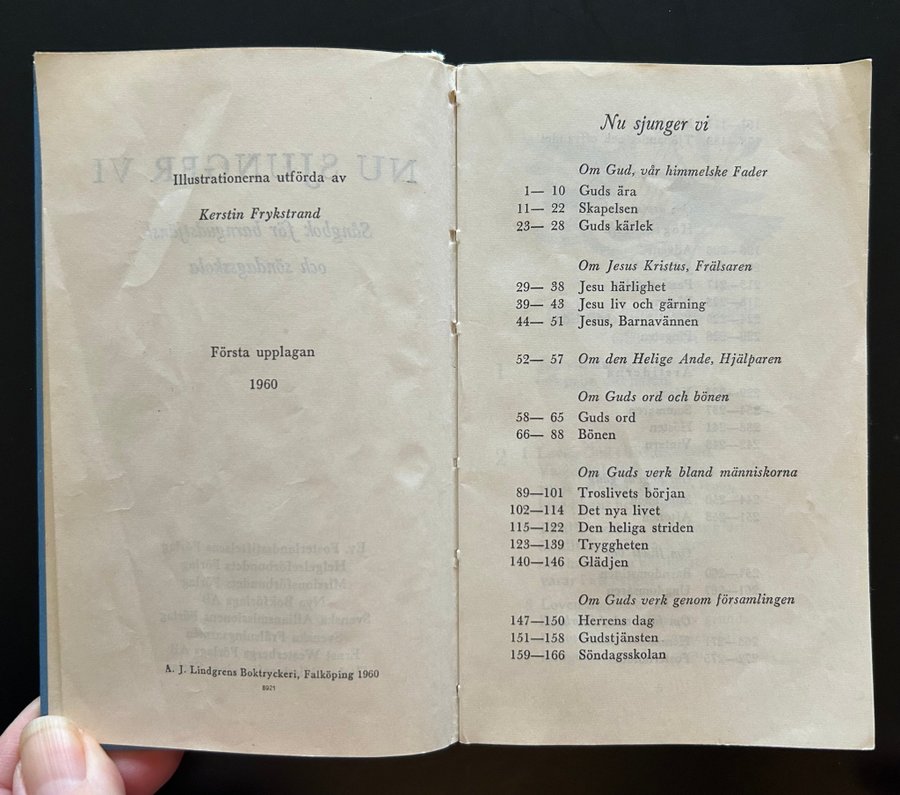 Illustrationerna utförda av
Kerstin Frykstrand
Första upplagan
1960
A. J. Lindgrens Boktryckeri, Falköping 1960
8921
Nu sjunger vi
Om Gud, vår himmelske Fader
1— 10 Guds ära
11— 22 Skapelsen
23— 28 Guds kärlek
Om Jesus Kristus, Frälsaren
29— 38 Jesu härlighet
39— 43 Jesu liv och gärning
44— 51 Jesus, Barnavännen
52— 57 Om den Helige Ande, Hjälparen
Om Guds ord och bönen
58— 65 Guds ord
66— 88 Bönen
Om Guds verk bland människorna
89—101 Troslivets början
102—114 Det nya livet
115—122 Den heliga striden
123—139 Tryggheten
140—146 Glädjen
Om Guds verk genom församlingen
147—150 Herrens dag
151—158 Gudstjänsten
159—166 Söndagsskolan